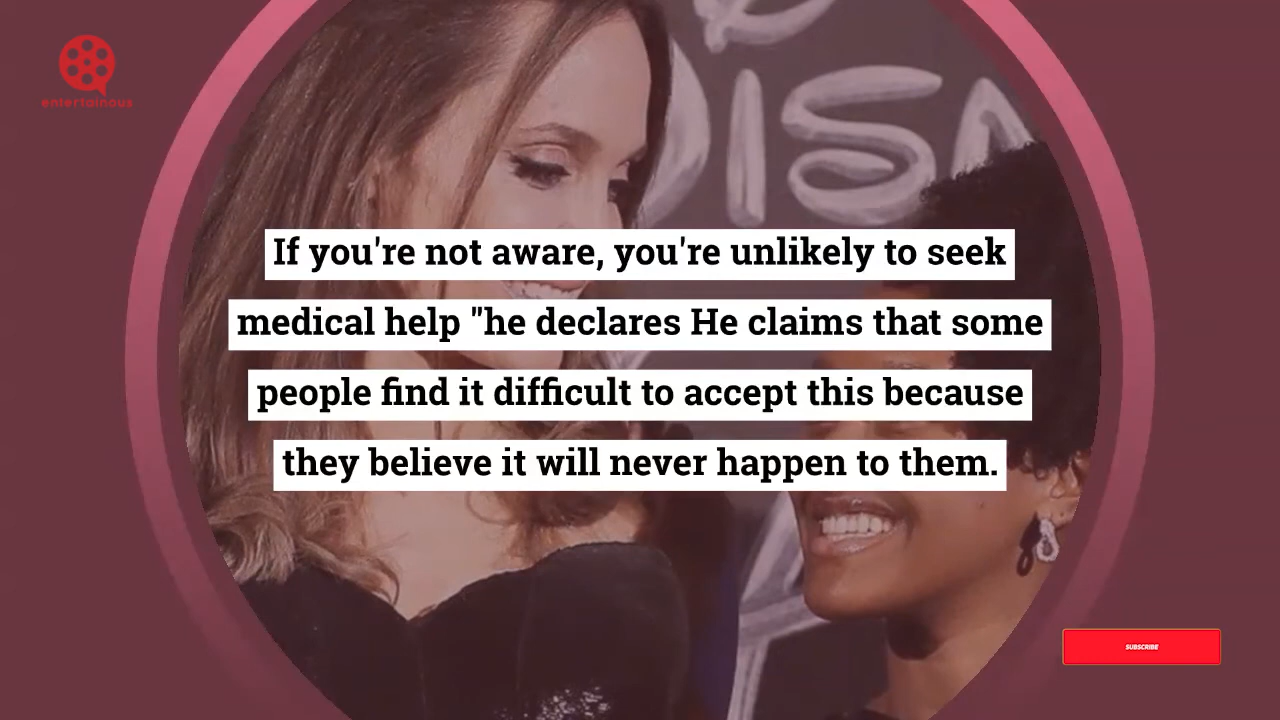 entertainous
DISN
If you're not aware, you're unlikely to seek
medical help "he declares He claims that some
people find it difficult to accept this because
they believe it will never happen to them.
SUBSCRIBE